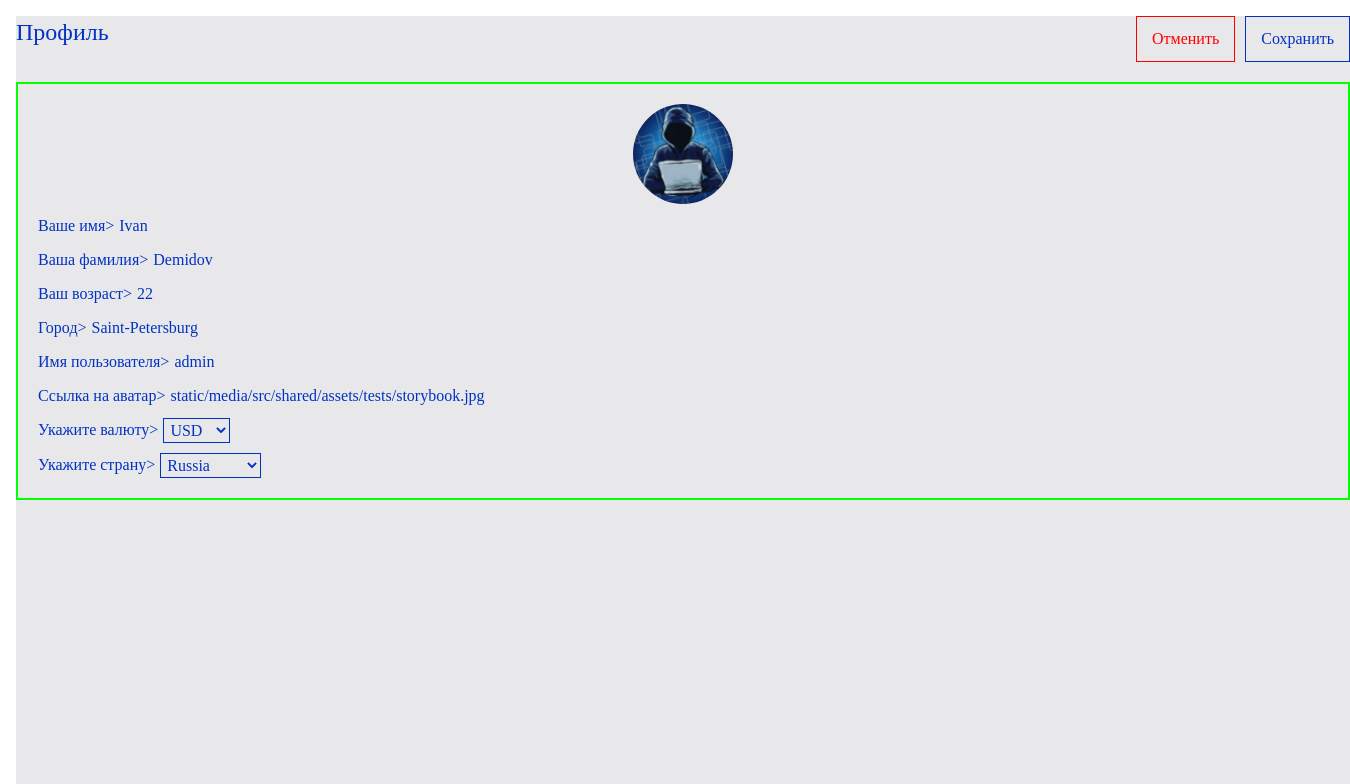 Профиль
Отменить
Сохранить
Ваше имя> Ivan
Ваша фамилия> Demidov
Ваш возраст> 22
Город> Saint-Petersburg
Имя пользователя> admin
Ссылка на аватар> static/media/src/shared/assets/tests/storybook.jpg
Укажите валюту> USD
Укажите страну> Russia